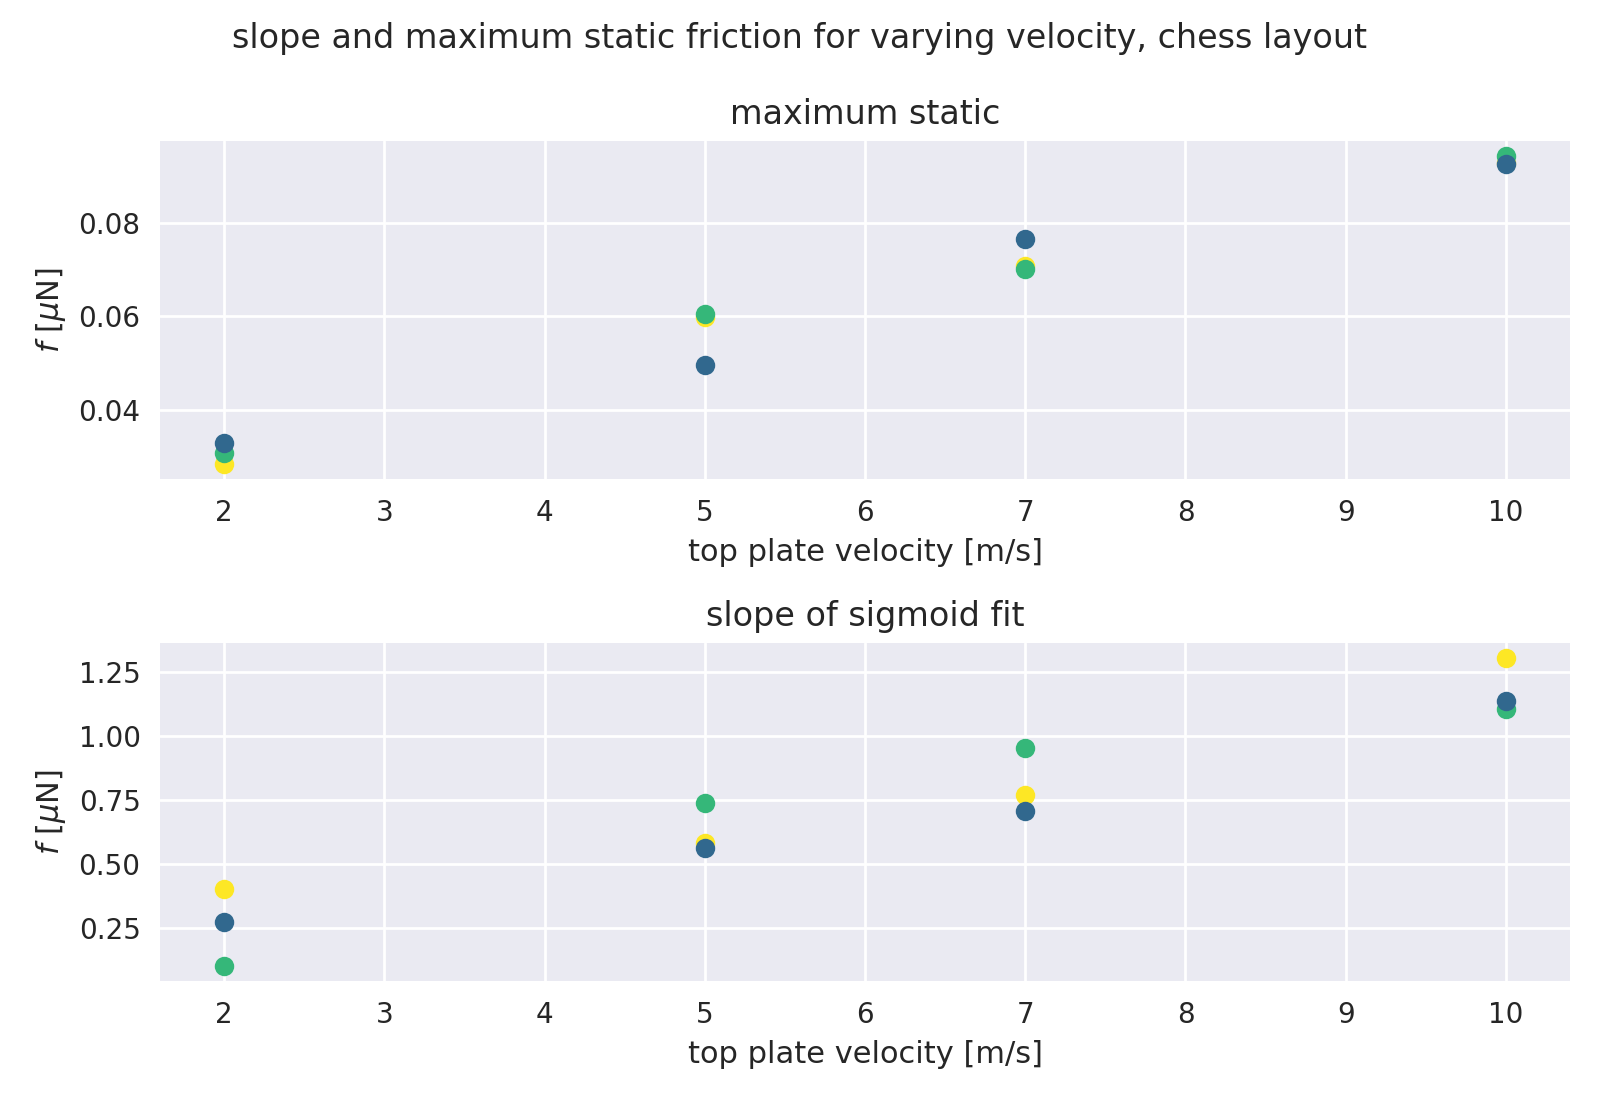 slope and maximum static friction for varying velocity, chess layout
maximum static
f [μN]
0.08
0.06
0.04
2 3 4 5 6 7 8 9 10
top plate velocity [m/s]
slope of sigmoid fit
f [μN]
1.25
1.00
0.75
0.50
0.25
2 3 4 5 6 7 8 9 10
top plate velocity [m/s]